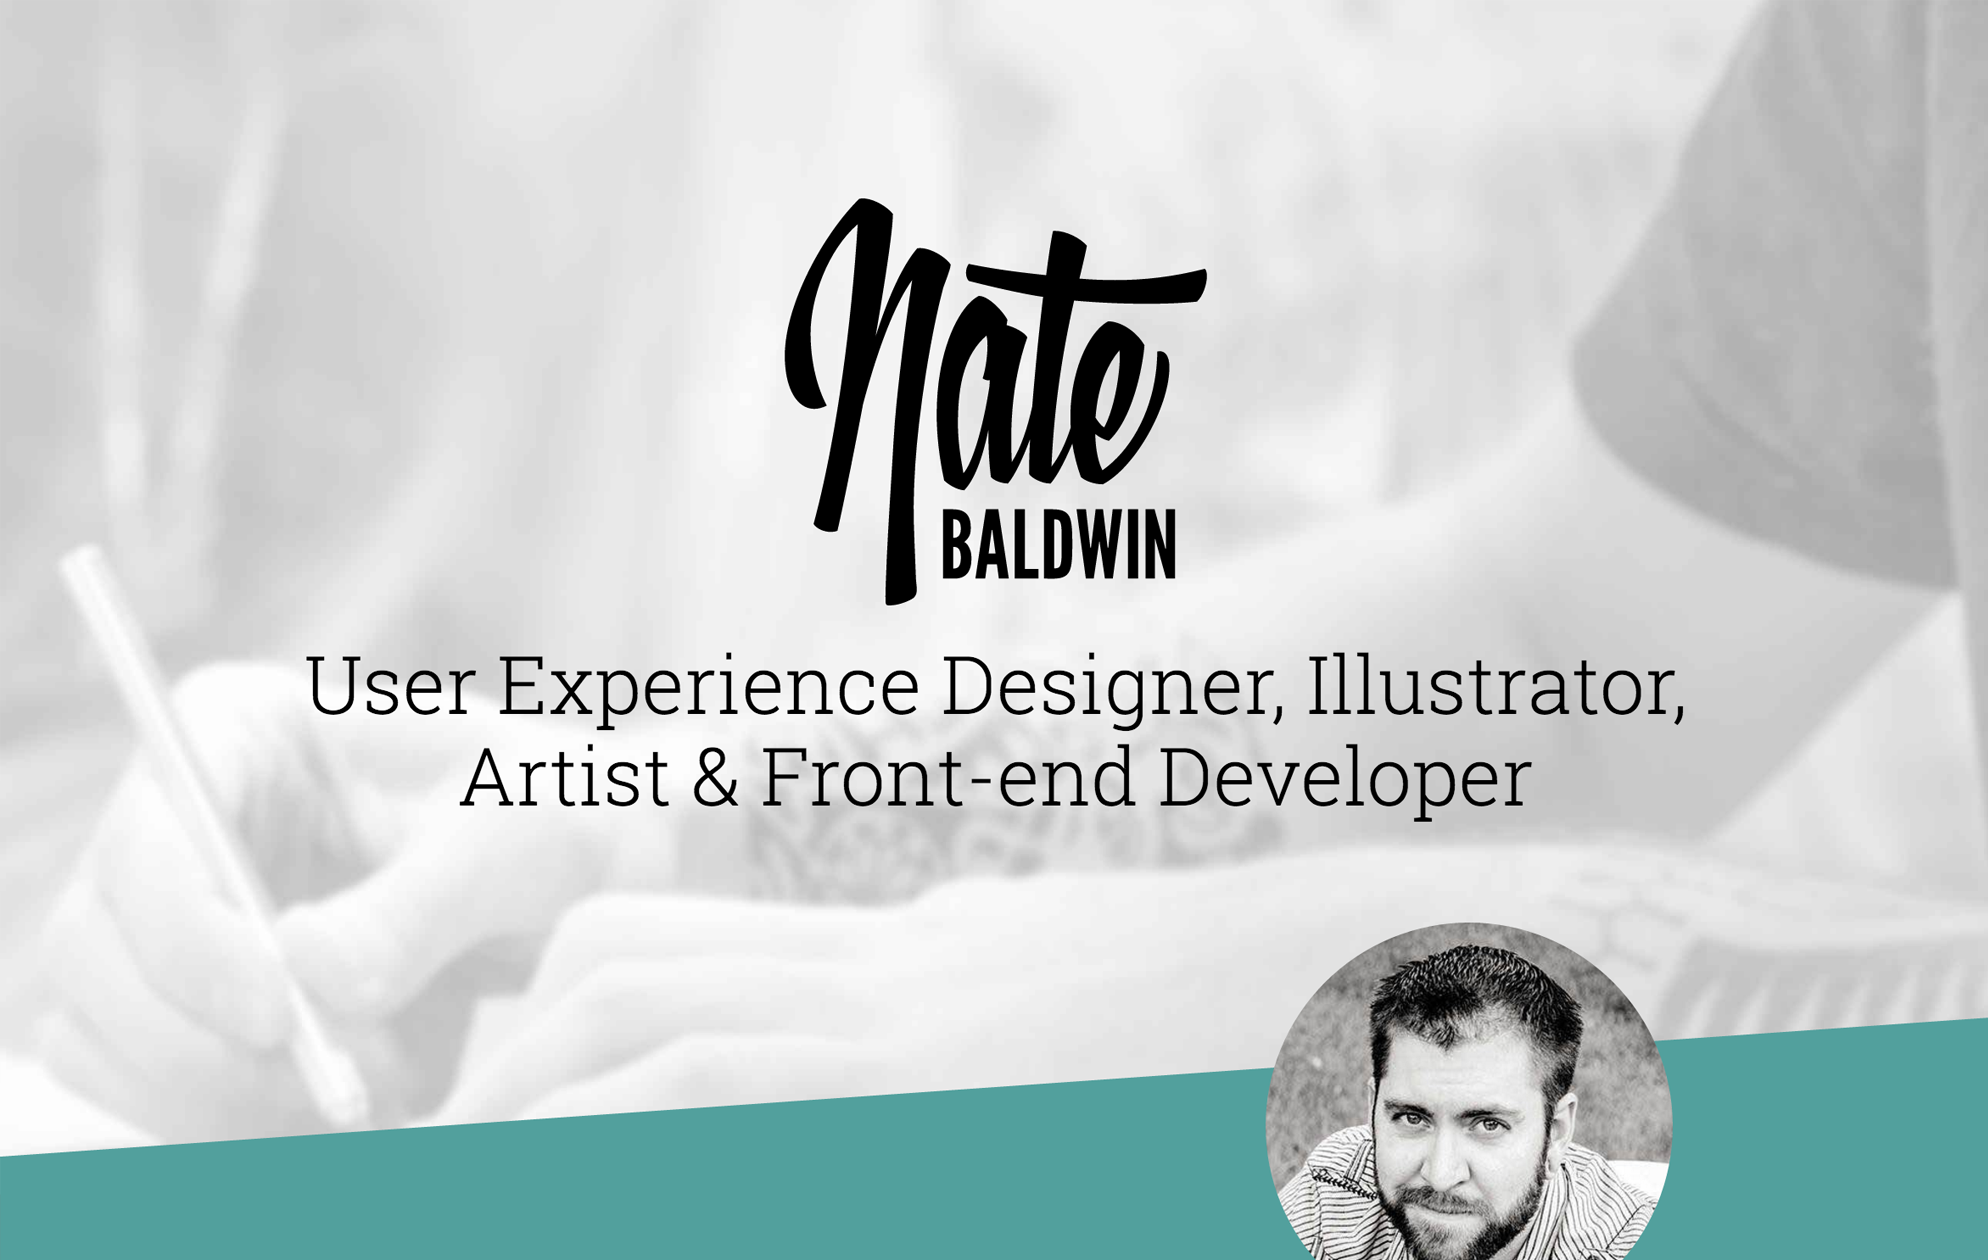 Nate
BALDWIN
User Experience Designer, Illustrator,
Artist & Front-end Developer